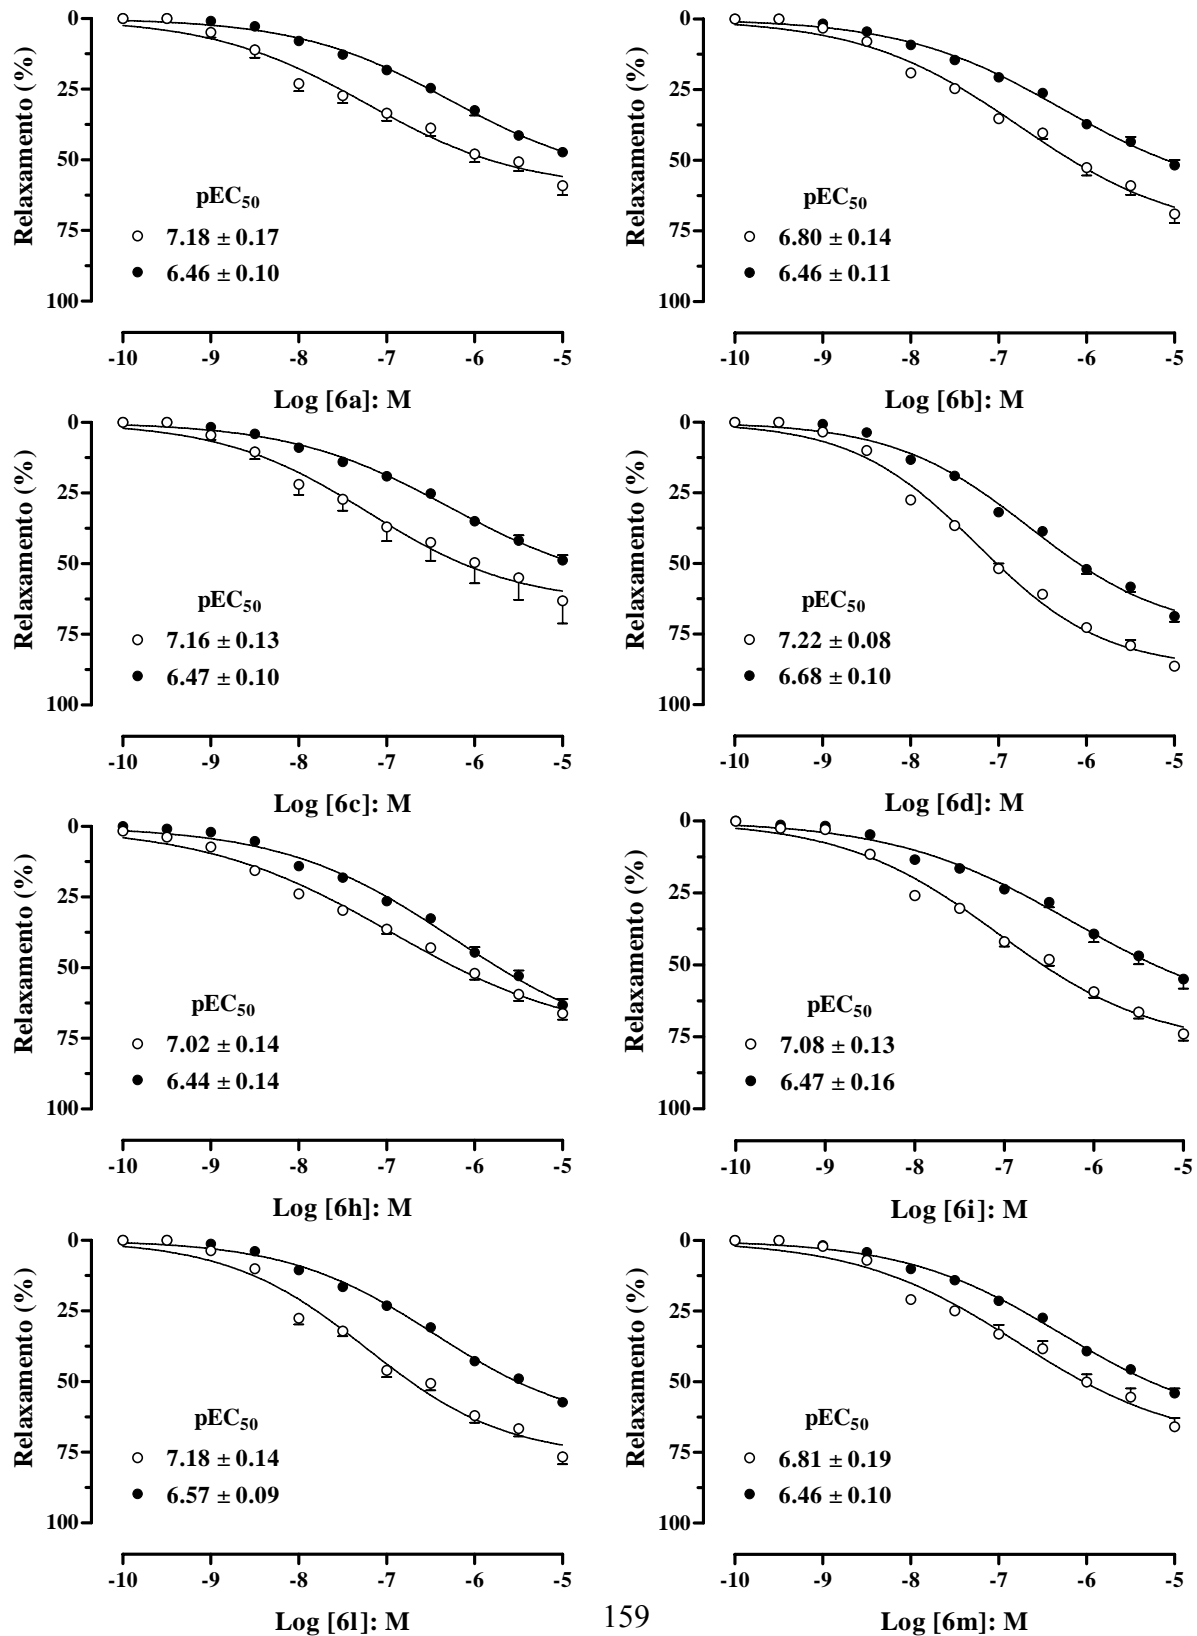 Relaxamento (%)
0
25
50
75
100
pEC50
○ 7.18 ± 0.17
● 6.46 ± 0.10
-10 -9 -8 -7 -6 -5
Log [6a]: M
Relaxamento (%)
0
25
50
75
100
pEC50
○ 6.80 ± 0.14
● 6.46 ± 0.11
-10 -9 -8 -7 -6 -5
Log [6b]: M
Relaxamento (%)
0
25
50
75
100
pEC50
○ 7.16 ± 0.13
● 6.47 ± 0.10
-10 -9 -8 -7 -6 -5
Log [6c]: M
Relaxamento (%)
0
25
50
75
100
pEC50
○ 7.22 ± 0.08
● 6.68 ± 0.10
-10 -9 -8 -7 -6 -5
Log [6d]: M
Relaxamento (%)
0
25
50
75
100
pEC50
○ 7.02 ± 0.14
● 6.44 ± 0.14
-10 -9 -8 -7 -6 -5
Log [6h]: M
Relaxamento (%)
0
25
50
75
100
pEC50
○ 7.08 ± 0.13
● 6.47 ± 0.16
-10 -9 -8 -7 -6 -5
Log [6i]: M
Relaxamento (%)
0
25
50
75
100
pEC50
○ 7.18 ± 0.14
● 6.57 ± 0.09
-10 -9 -8 -7 -6 -5
Log [6l]: M
Relaxamento (%)
0
25
50
75
100
pEC50
○ 6.81 ± 0.19
● 6.46 ± 0.10
-10 -9 -8 -7 -6 -5
Log [6m]: M
159